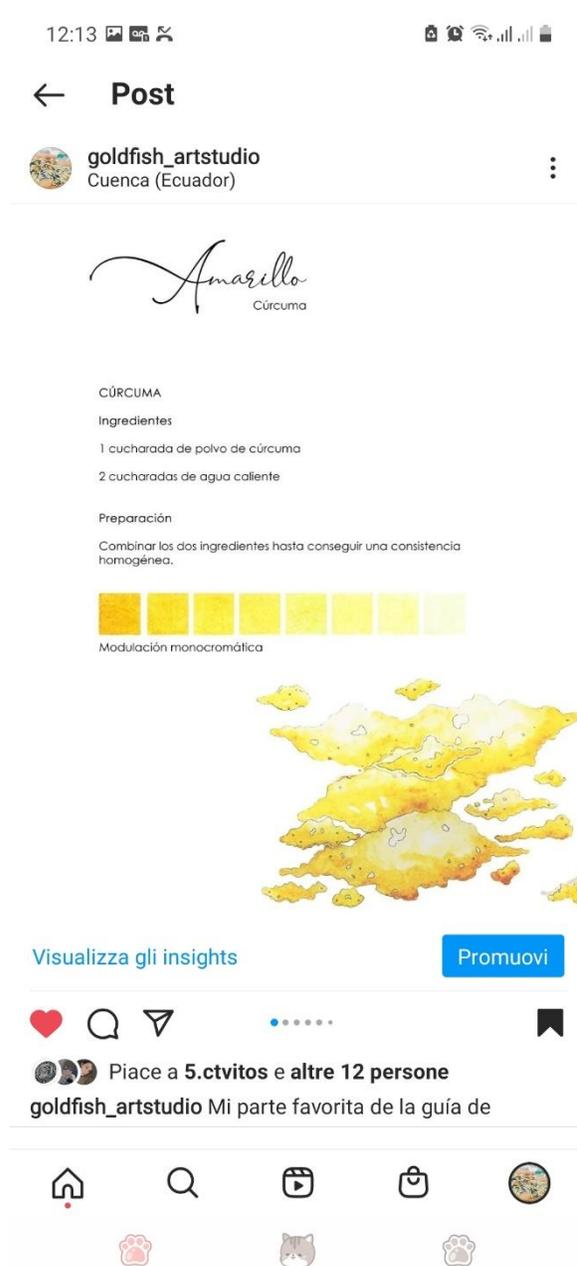 12:13
Post
goldfish_artstudio
Cuenca (Ecuador)
Amarillo
Cúrcuma
CÚRCUMA
Ingredientes
1 cucharada de polvo de cúrcuma
2 cucharadas de agua caliente
Preparación
Combinar los dos ingredientes hasta conseguir una consistencia
homogénea.
Modulación monocromática
Visualizza gli insights
Promuovi
Piace a 5.ctvitos e altre 12 persone
goldfish_artstudio Mi parte favorita de la guía de